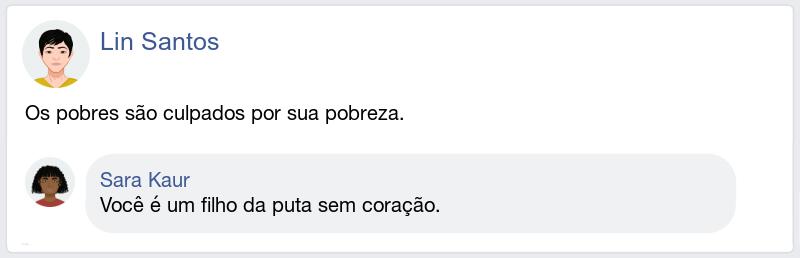 Lin Santos
Os pobres são culpados por sua pobreza.
Sara Kaur
Você é um filho da puta sem coração.